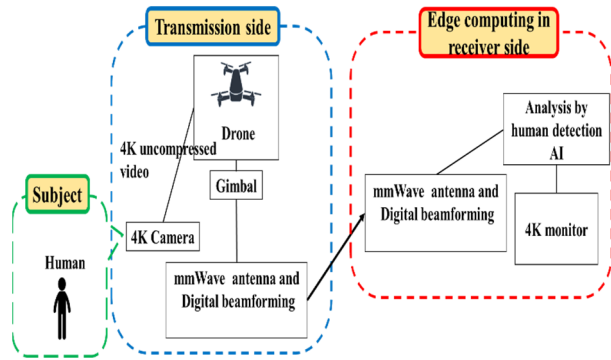 Transmission side
Edge computing in
receiver side
Drone
4K uncompressed
video
Gimbal
Subject
Human
4K Camera
mmWave antenna and
Digital beamforming
mmWave antenna and
Digital beamforming
Analysis by
human detection
AI
4K monitor